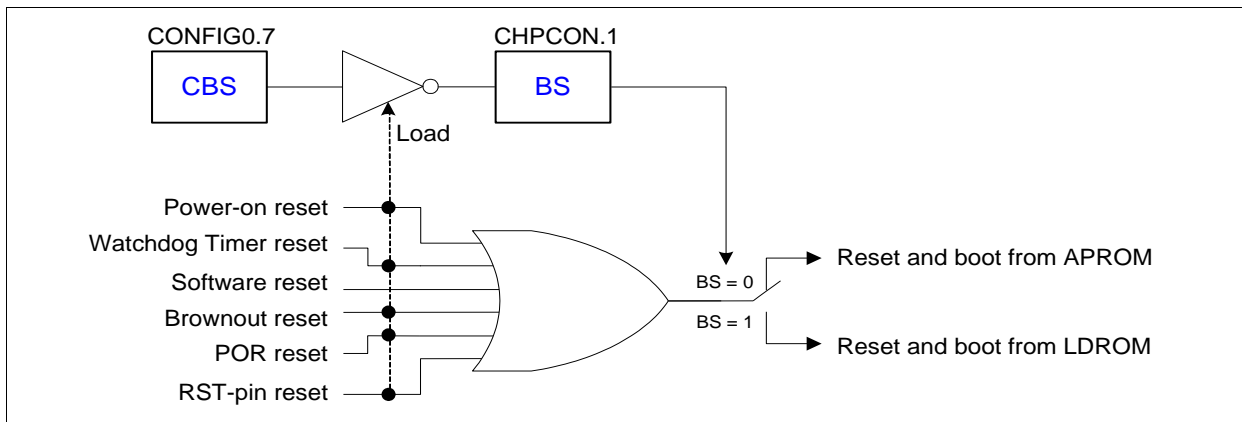 CONFIG0.7
CHPCON.1
CBS
BS
Load
Power-on reset
Watchdog Timer reset
Software reset
Brownout reset
POR reset
RST-pin reset
BS = 0
BS = 1
Reset and boot from APROM
Reset and boot from LDROM